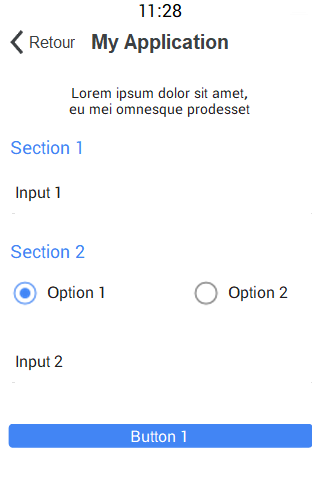 11:28
Retour My Application
Lorem ipsum dolor sit amet,
eu mei omnesque prodesset
Section 1
Input 1
Section 2
Option 1 Option 2
Input 2
Button 1